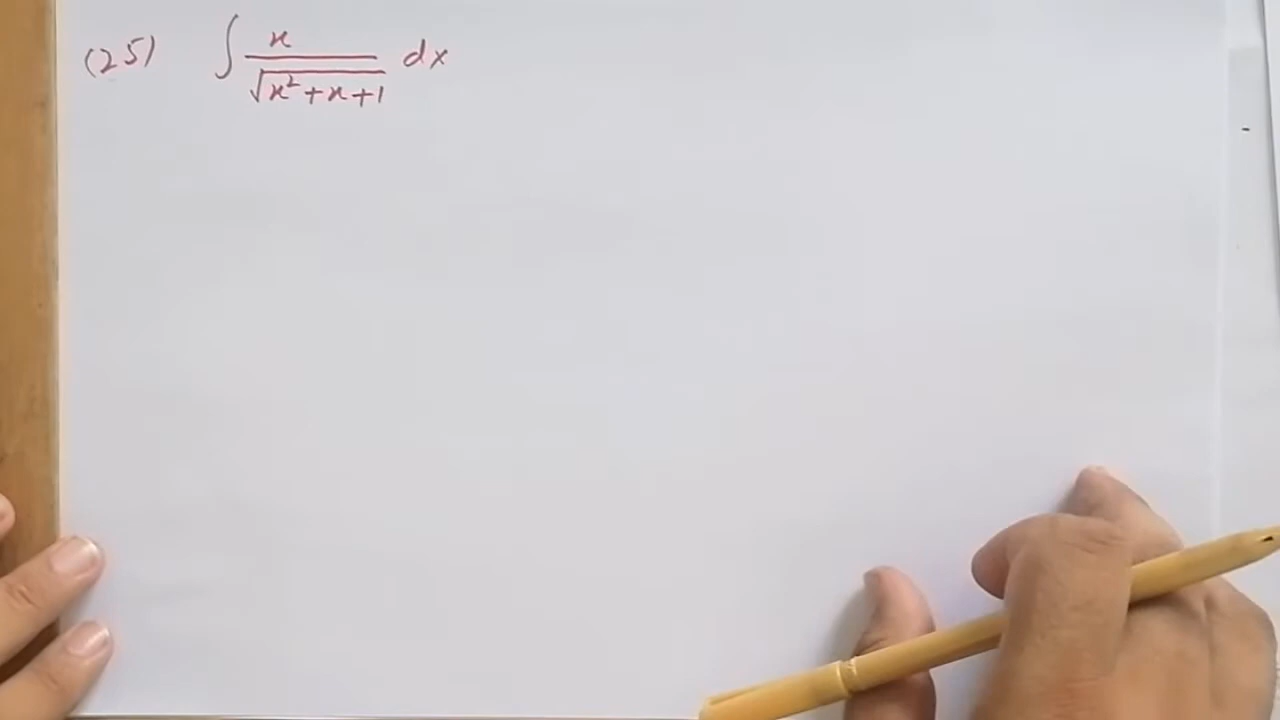 (25) ∫ x/√(x²+x+1) dx